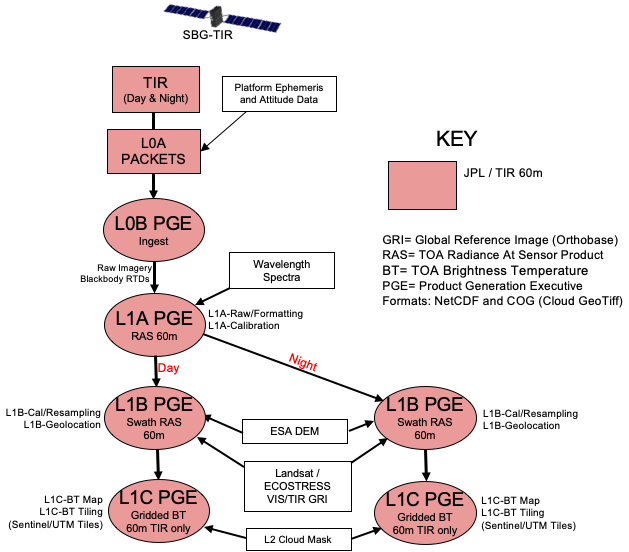 SBG-TIR
TIR
(Day & Night)
Platform Ephemeris
and Attitude Data
L0A
PACKETS
KEY
JPL / TIR 60m
L0B PGE
Ingest
GRI= Global Reference Image (Orthobase)
RAS= TOA Radiance At Sensor Product
BT= TOA Brightness Temperature
PGE= Product Generation Executive
Formats: NetCDF and COG (Cloud GeoTiff)
Raw Imagery
Blackbody RTDs
Wavelength
Spectra
L1A PGE
RAS 60m
L1A-Raw/Formatting
L1A-Calibration
Day
Night
L1B-Cal/Resampling
L1B-Geolocation
L1B PGE
Swath RAS
60m
ESA DEM
L1B PGE
Swath RAS
60m
L1B-Cal/Resampling
L1B-Geolocation
Landsat /
ECOSTRESS
VIS/TIR GRI
L1C-BT Map
L1C-BT Tiling
(Sentinel/UTM Tiles)
L1C PGE
Gridded BT
60m TIR only
L2 Cloud Mask
L1C PGE
Gridded BT
60m TIR only
L1C-BT Map
L1C-BT Tiling
(Sentinel/UTM Tiles)